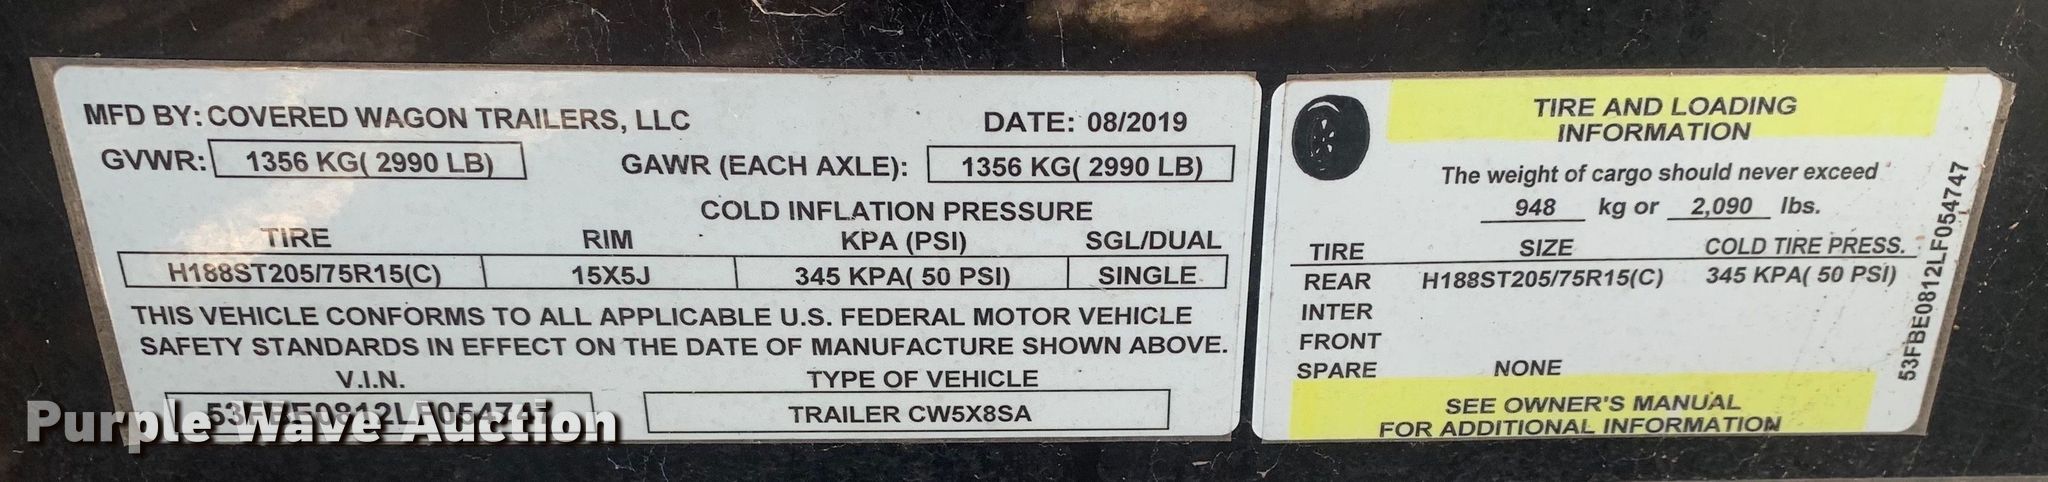 MFD BY: COVERED WAGON TRAILERS, LLC DATE: 08/2019
GVWR: 1356 KG( 2990 LB) GAWR (EACH AXLE): 1356 KG( 2990 LB)
COLD INFLATION PRESSURE
TIRE RIM KPA (PSI) SGL/DUAL
H188ST205/75R15(C) 15X5J 345 KPA( 50 PSI) SINGLE
THIS VEHICLE CONFORMS TO ALL APPLICABLE U.S. FEDERAL MOTOR VEHICLE
SAFETY STANDARDS IN EFFECT ON THE DATE OF MANUFACTURE SHOWN ABOVE.
V.I.N. TYPE OF VEHICLE
53FBE0812LF054747 TRAILER CW5X8SA
Purple Wave Auction
TIRE AND LOADING
INFORMATION
The weight of cargo should never exceed
948 kg or 2,090 lbs.
TIRE SIZE COLD TIRE PRESS.
REAR H188ST205/75R15(C) 345 KPA( 50 PSI)
INTER
FRONT
SPARE NONE
SEE OWNER'S MANUAL
FOR ADDITIONAL INFORMATION
53FBE0812LF054747